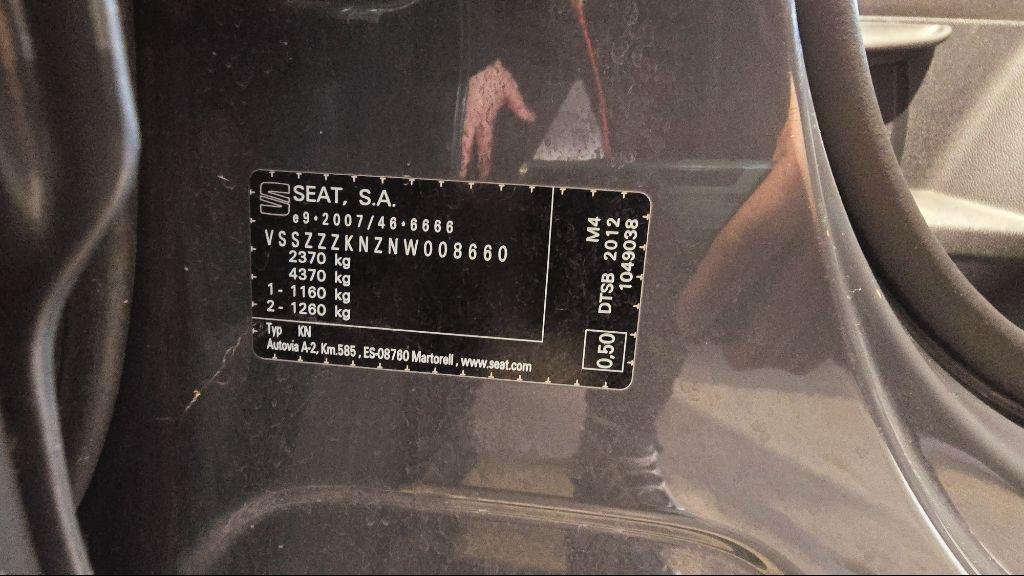 SEAT, S.A.
e9*2007/46*6666
VSSZZZKNZNW008660
2370 kg
4370 kg
1- 1160 kg
2- 1260 kg
Typ KN
Autovia A-2, Km.585 , ES-08760 Martorell , www.seat.com
M4
DTSB 2012
1049038
0,50